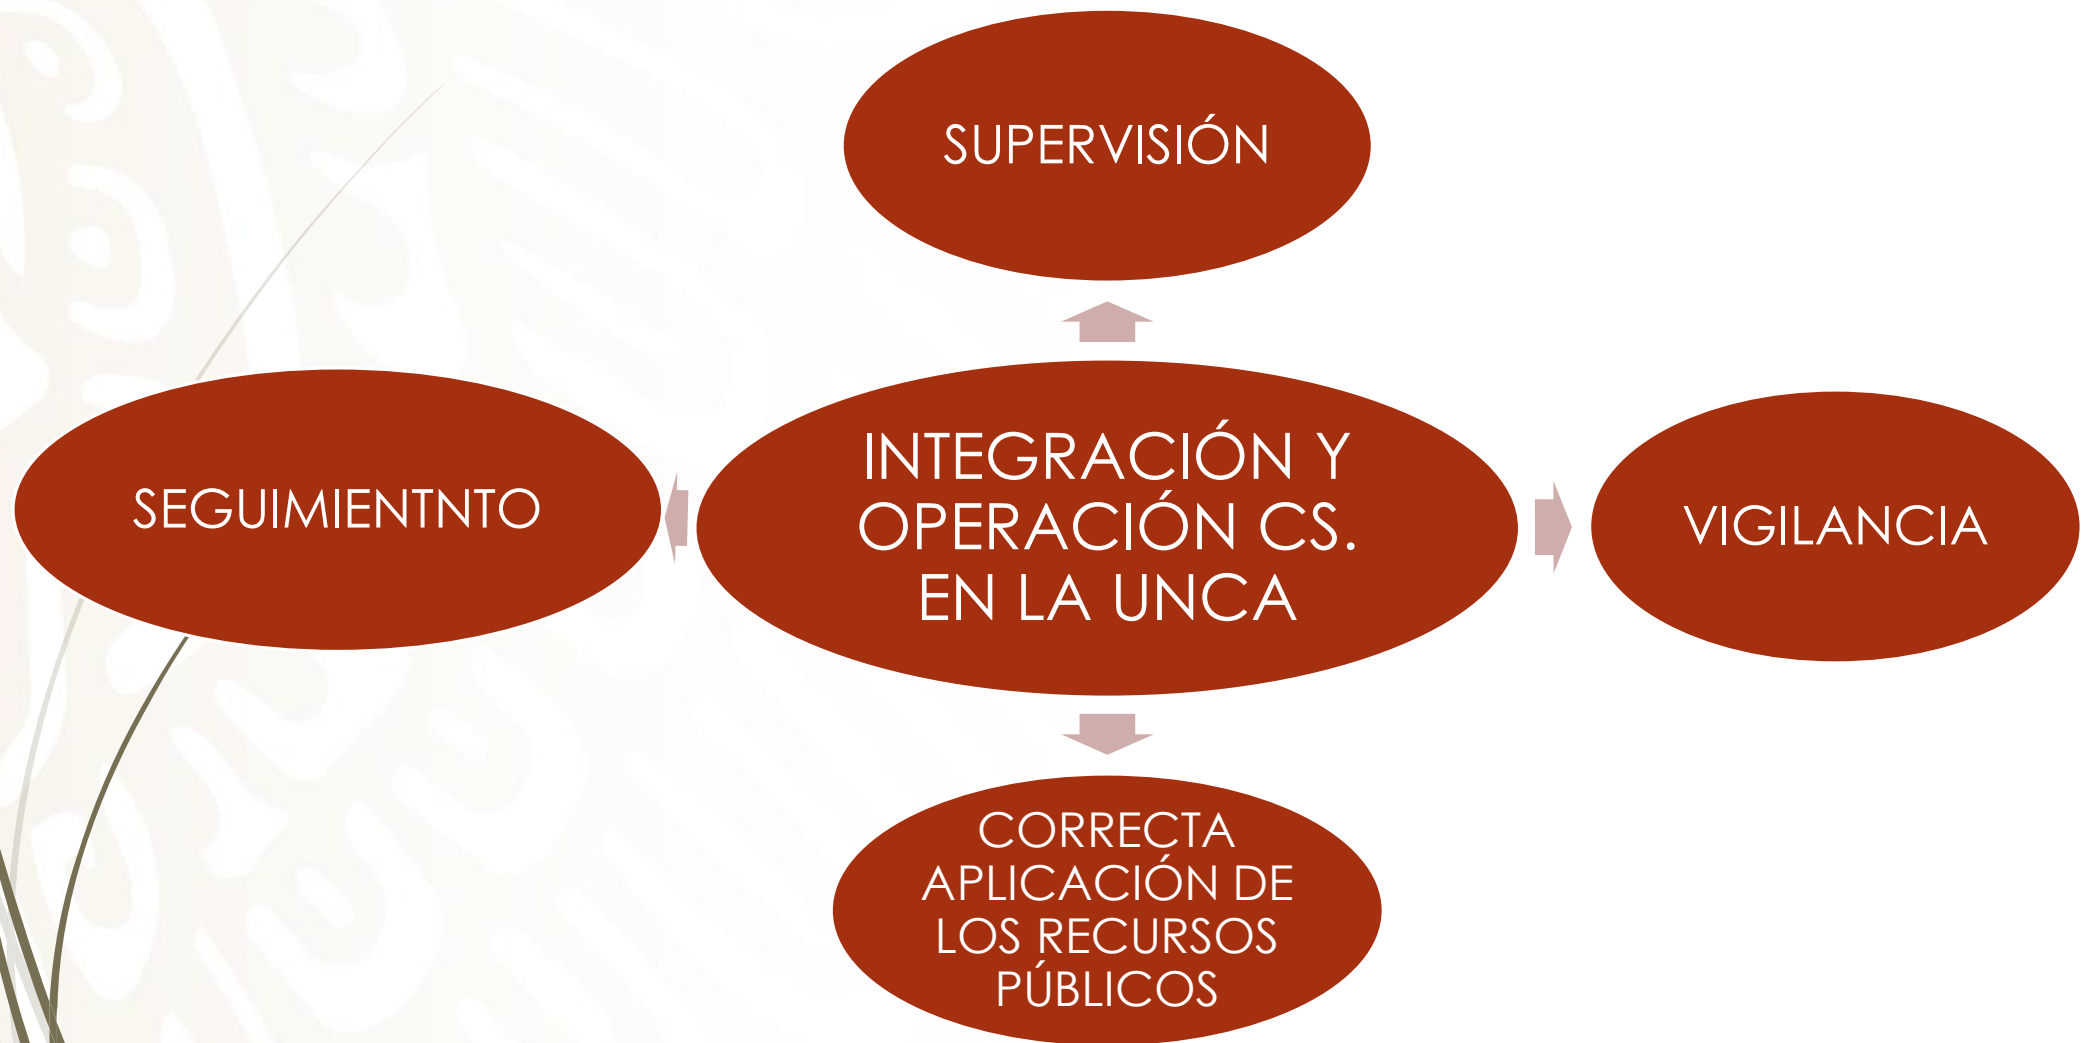 SUPERVISIÓN
SEGUIMIENTNTO
INTEGRACIÓN Y
OPERACIÓN CS.
EN LA UNCA
VIGILANCIA
CORRECTA
APLICACIÓN DE
LOS RECURSOS
PÚBLICOS